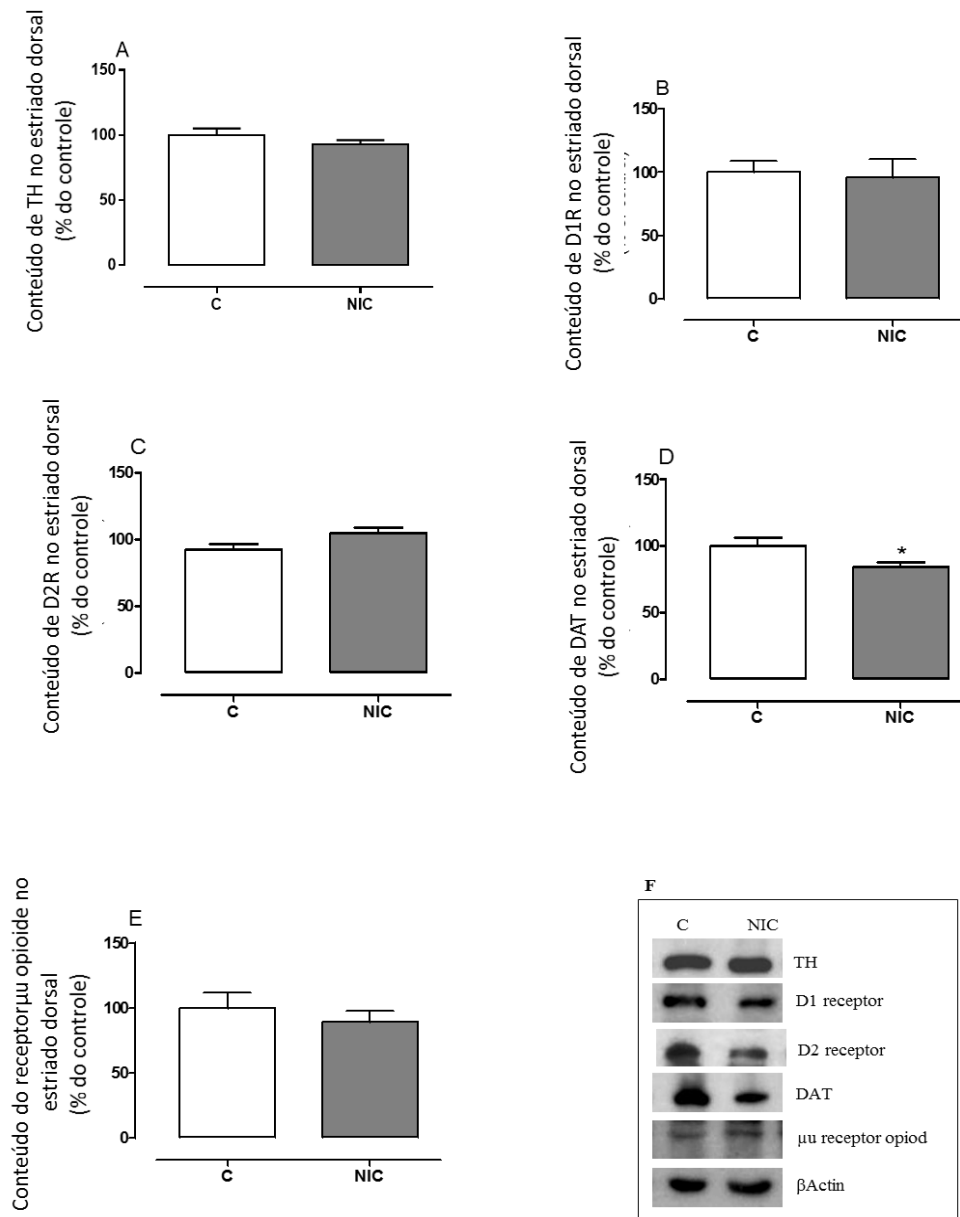 A
Conteúdo de TH no estriado dorsal
(% do controle)
150
100
50
0
C NIC
B
Conteúdo de D1R no estriado dorsal
(% do controle)
150
100
50
0
C NIC
C
Conteúdo de D2R no estriado dorsal
(% do controle)
150
100
50
0
C NIC
D
Conteúdo de DAT no estriado dorsal
(% do controle)
150
100
50
0
*
C NIC
E
Conteúdo do receptorµu opioide no
estriado dorsal
(% do controle)
150
100
50
0
C NIC
F
C NIC
TH
D1 receptor
D2 receptor
DAT
µu receptor opiod
βActin